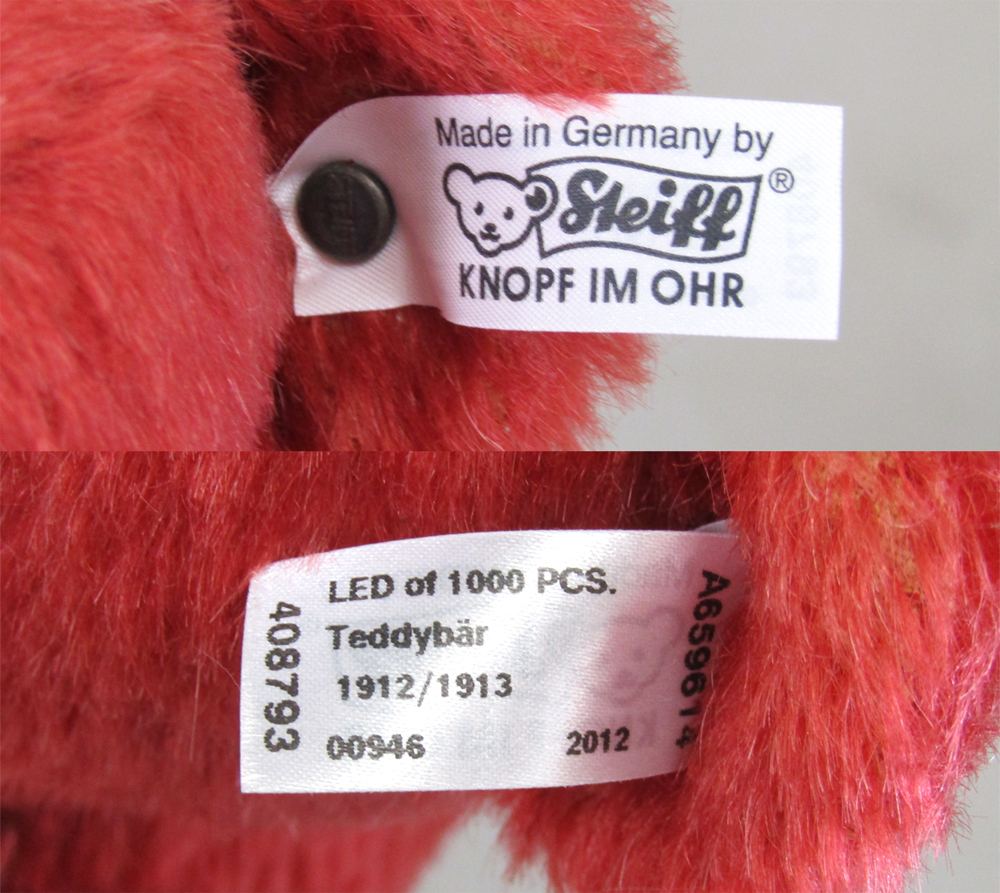 Made in Germany by
Steiff®
KNOPF IM OHR
LED of 1000 PCS.
Teddybär
1912/1913
00946 2012
408793
A659614